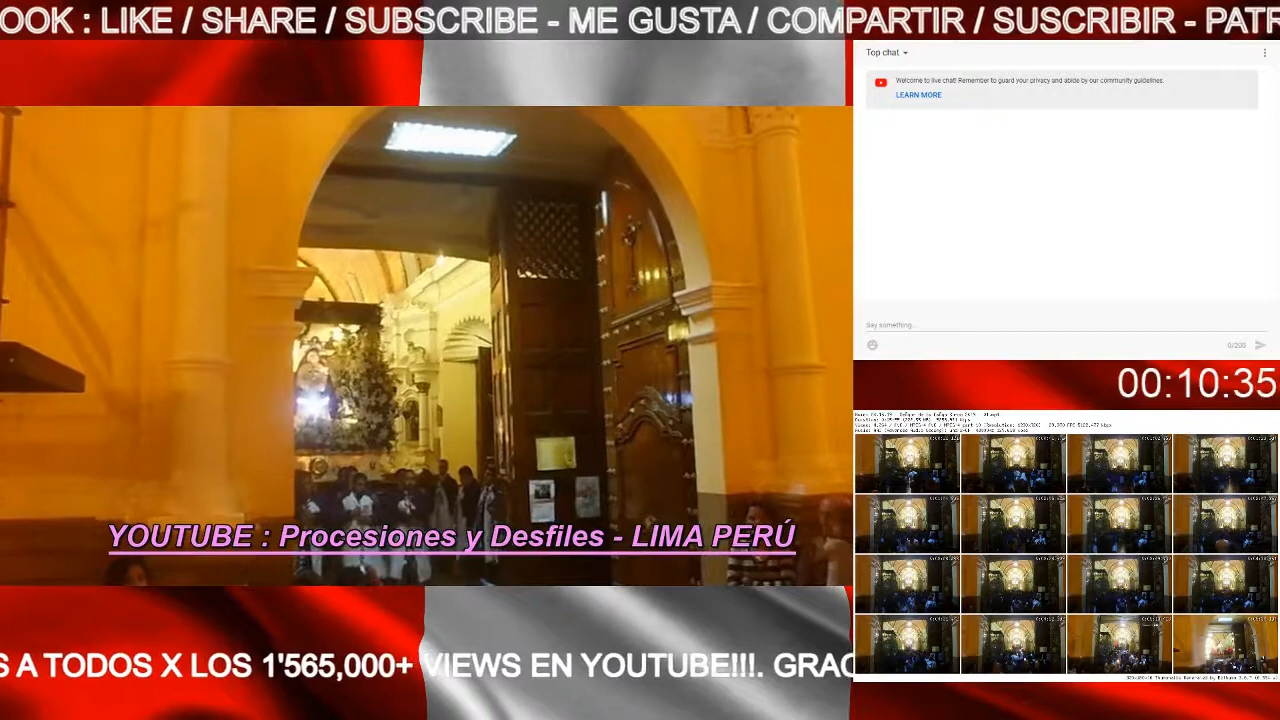 OOK : LIKE / SHARE / SUBSCRIBE - ME GUSTA / COMPARTIR / SUSCRIBIR - PATR
Top chat
Welcome to live chat! Remember to guard your privacy and abide by our community guidelines.
LEARN MORE
Say something...
0/200
00:10:35
YOUTUBE : Procesiones y Desfiles - LIMA PERÚ
S A TODOS X LOS 1'565,000+ VIEWS EN YOUTUBE!!!. GRAC